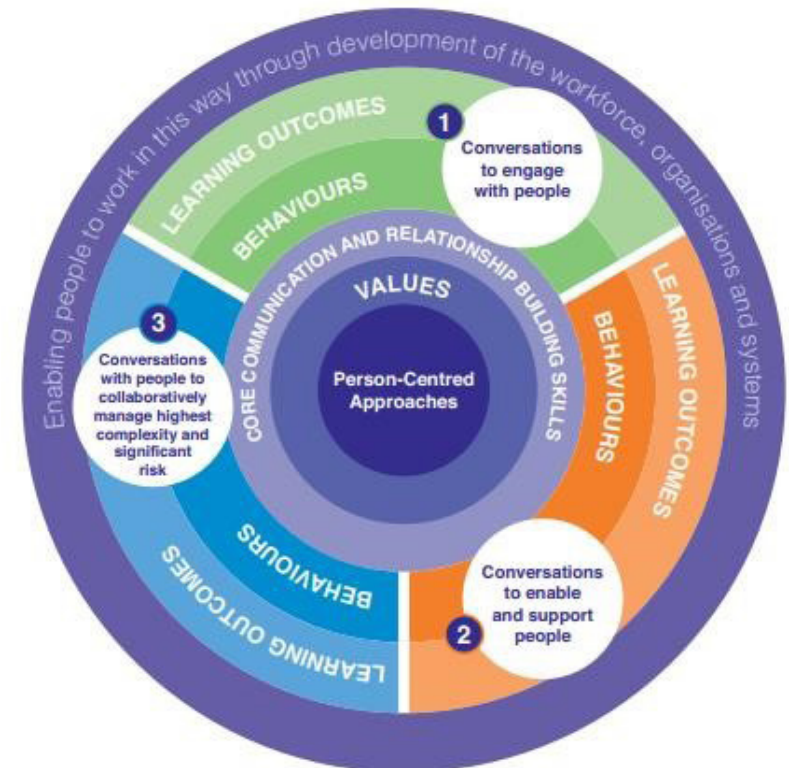 Enabling people to work in this way through development of the workforce, organisations and systems
LEARNING OUTCOMES
BEHAVIOURS
1
Conversations
to engage
with people
LEARNING OUTCOMES
BEHAVIOURS
2
Conversations
to enable
and support
people
LEARNING OUTCOMES
BEHAVIOURS
3
Conversations
with people to
collaboratively
manage highest
complexity and
significant
risk
CORE COMMUNICATION AND RELATIONSHIP BUILDING SKILLS
VALUES
Person-Centred
Approaches